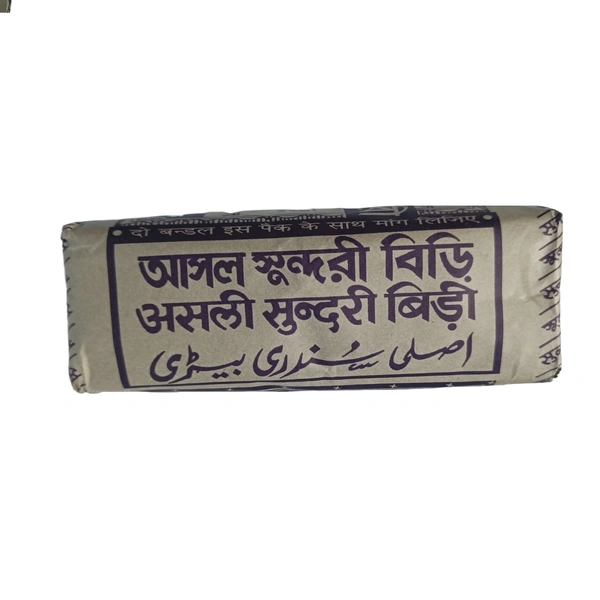 दो बन्डल इस पैक के साथ मांग लिजिए
আসল সুন্দরী বিড়ি
असली सुन्दरी बिड़ी
اصلی سُندری بیڑی